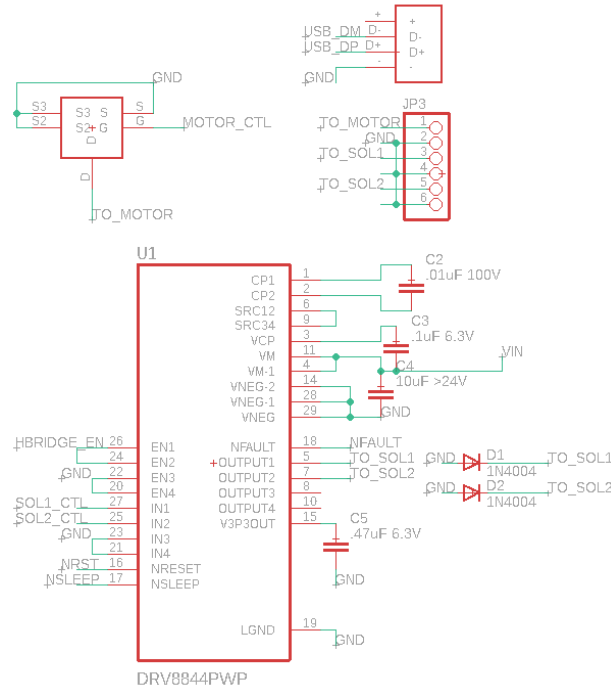 +
USB_DM D- D-
USB_DP D+ D+
GND - -
GND
S3 S3 S S
S2 S2 G G MOTOR_CTL
D
D
TO_MOTOR
JP3
TO_MOTOR 1
GND 2
TO_SOL1 3
4
TO_SOL2 5
6
U1
CP1 1
CP2 2
SRC12 6
SRC34 9
VCP 3
VM 11
VM-1 4
VNEG-2 14
VNEG-1 28
VNEG 29
C2
.01uF 100V
C3
.1uF 6.3V
VIN
C4
10uF >24V
GND
HBRIDGE_EN 26 EN1
24 EN2
GND 22 EN3
20 EN4
SOL1_CTL 27 IN1
SOL2_CTL 25 IN2
GND 23 IN3
21 IN4
NRST 16 NRESET
NSLEEP 17 NSLEEP
NFAULT 18 NFAULT
OUTPUT1 5 TO_SOL1
OUTPUT2 7 TO_SOL2
OUTPUT3 8
OUTPUT4 10
V3P3OUT 15
C5
.47uF 6.3V
GND
LGND 19
GND
GND D1 TO_SOL1
1N4004
GND D2 TO_SOL2
1N4004
DRV8844PWP